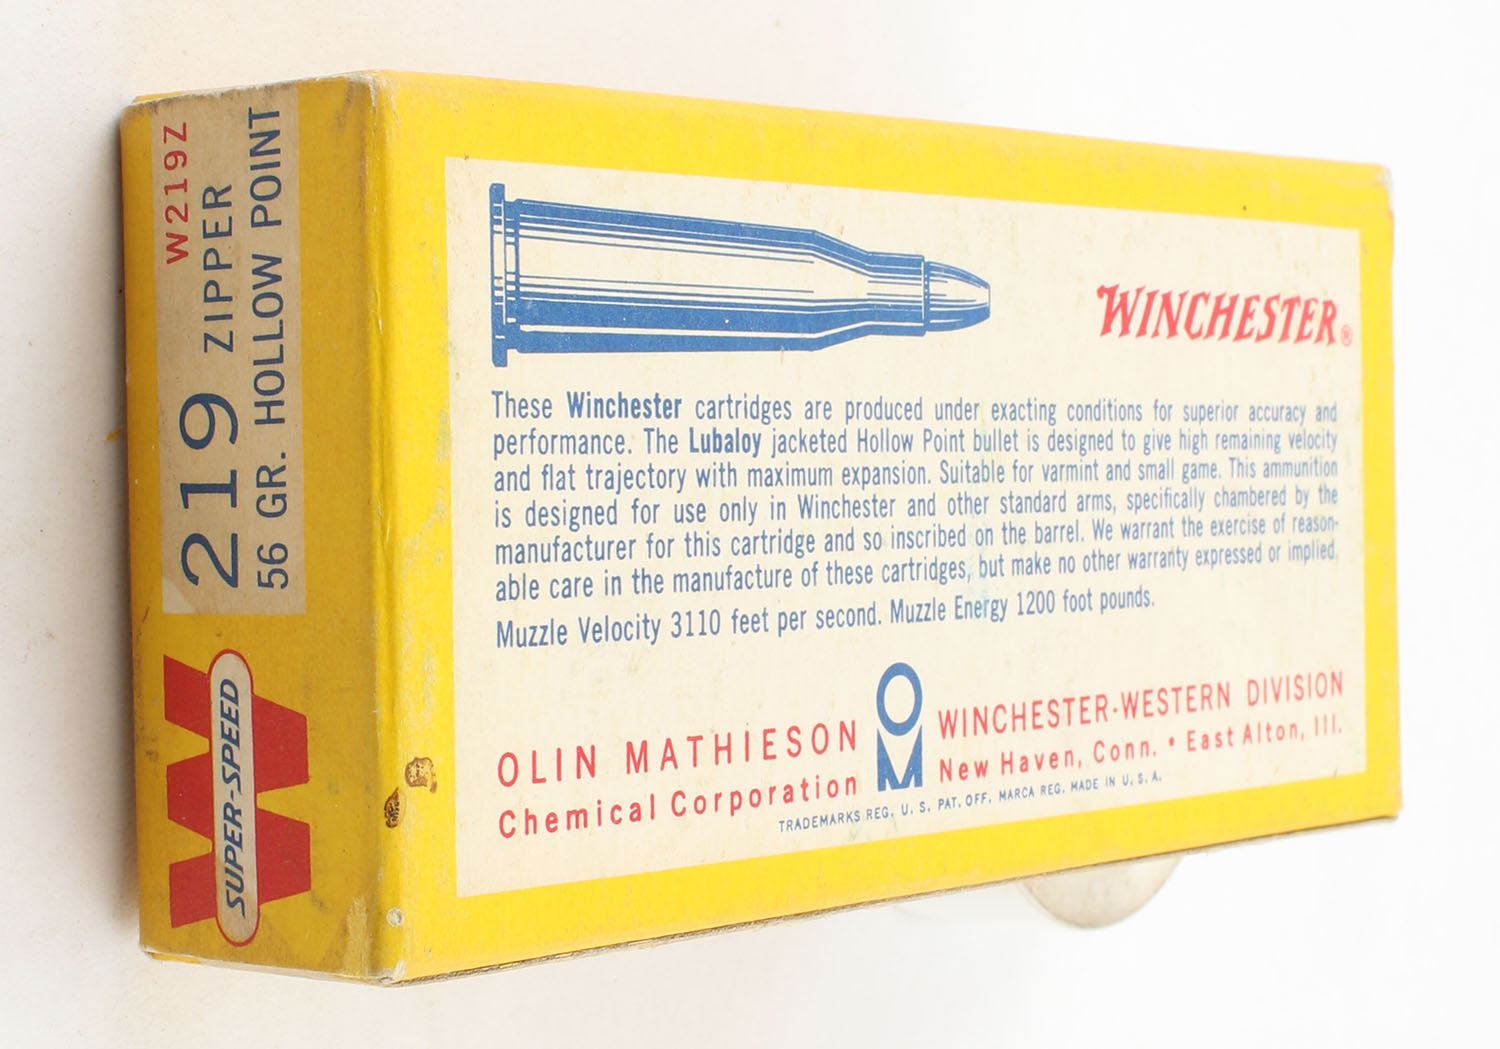 W219Z
219 ZIPPER
56 GR. HOLLOW POINT
W
SUPER-SPEED
WINCHESTER®
These Winchester cartridges are produced under exacting conditions for superior accuracy and
performance. The Lubaloy jacketed Hollow Point bullet is designed to give high remaining velocity
and flat trajectory with maximum expansion. Suitable for varmint and small game. This ammunition
is designed for use only in Winchester and other standard arms, specifically chambered by the
manufacturer for this cartridge and so inscribed on the barrel. We warrant the exercise of reason-
able care in the manufacture of these cartridges, but make no other warranty expressed or implied.
Muzzle Velocity 3110 feet per second. Muzzle Energy 1200 foot pounds.
OLIN MATHIESON
Chemical Corporation
OM
WINCHESTER-WESTERN DIVISION
New Haven, Conn. • East Alton, Ill.
TRADEMARKS REG. U. S. PAT. OFF. MARCA REG. MADE IN U. S. A.